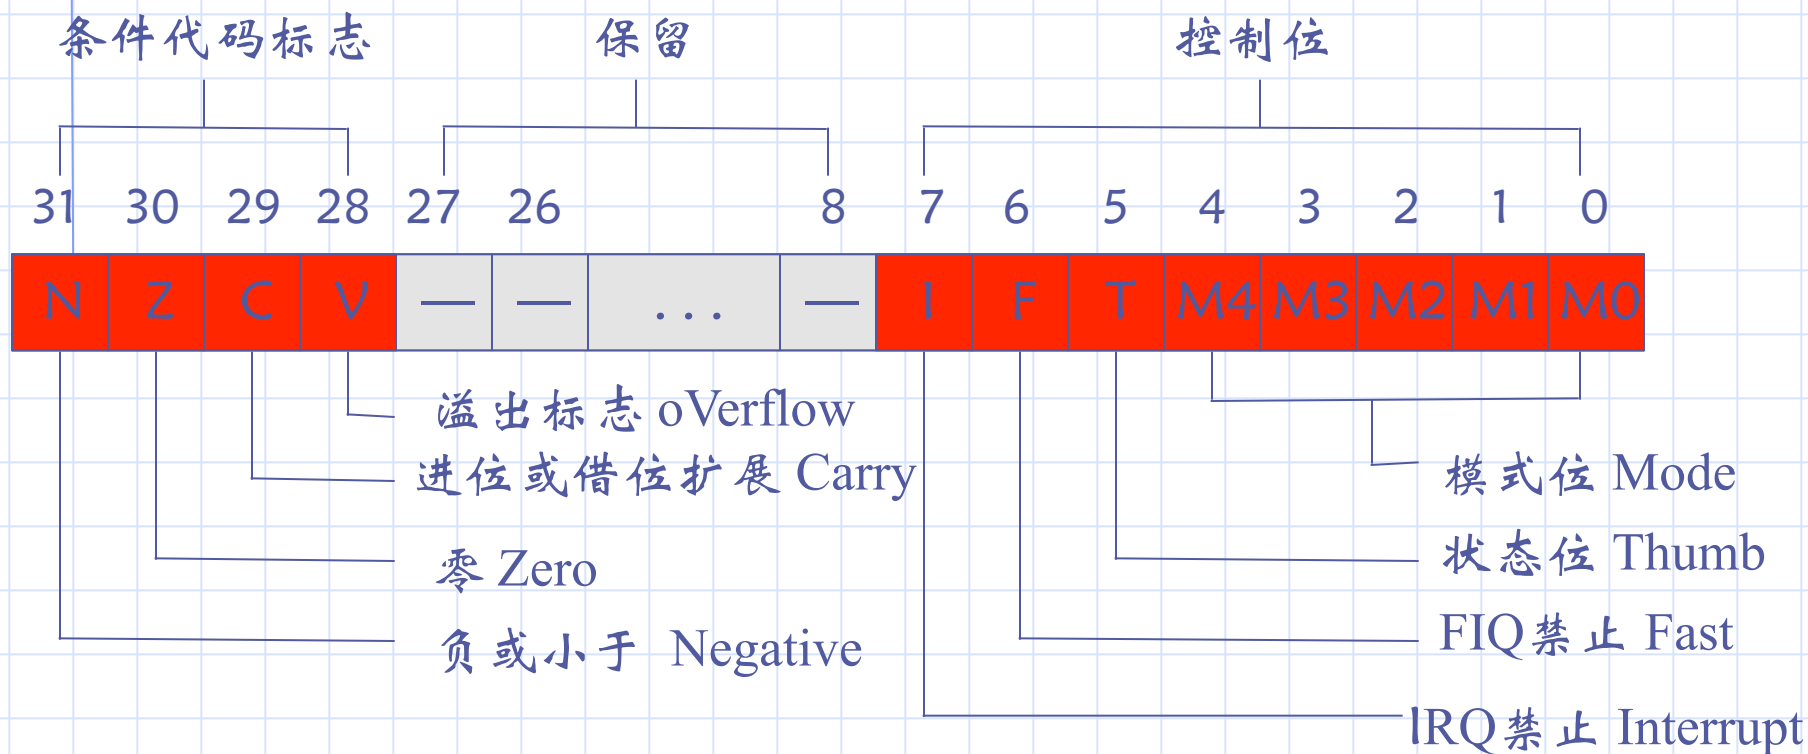 条件代码标志 保留 控制位
31 30 29 28 27 26 8 7 6 5 4 3 2 1 0
N Z C V — — ... — I F T M4 M3 M2 M1 M0
溢出标志 oVerflow
进位或借位扩展 Carry
模式位 Mode
零 Zero
状态位 Thumb
负或小于 Negative
FIQ禁止 Fast
IRQ禁止 Interrupt